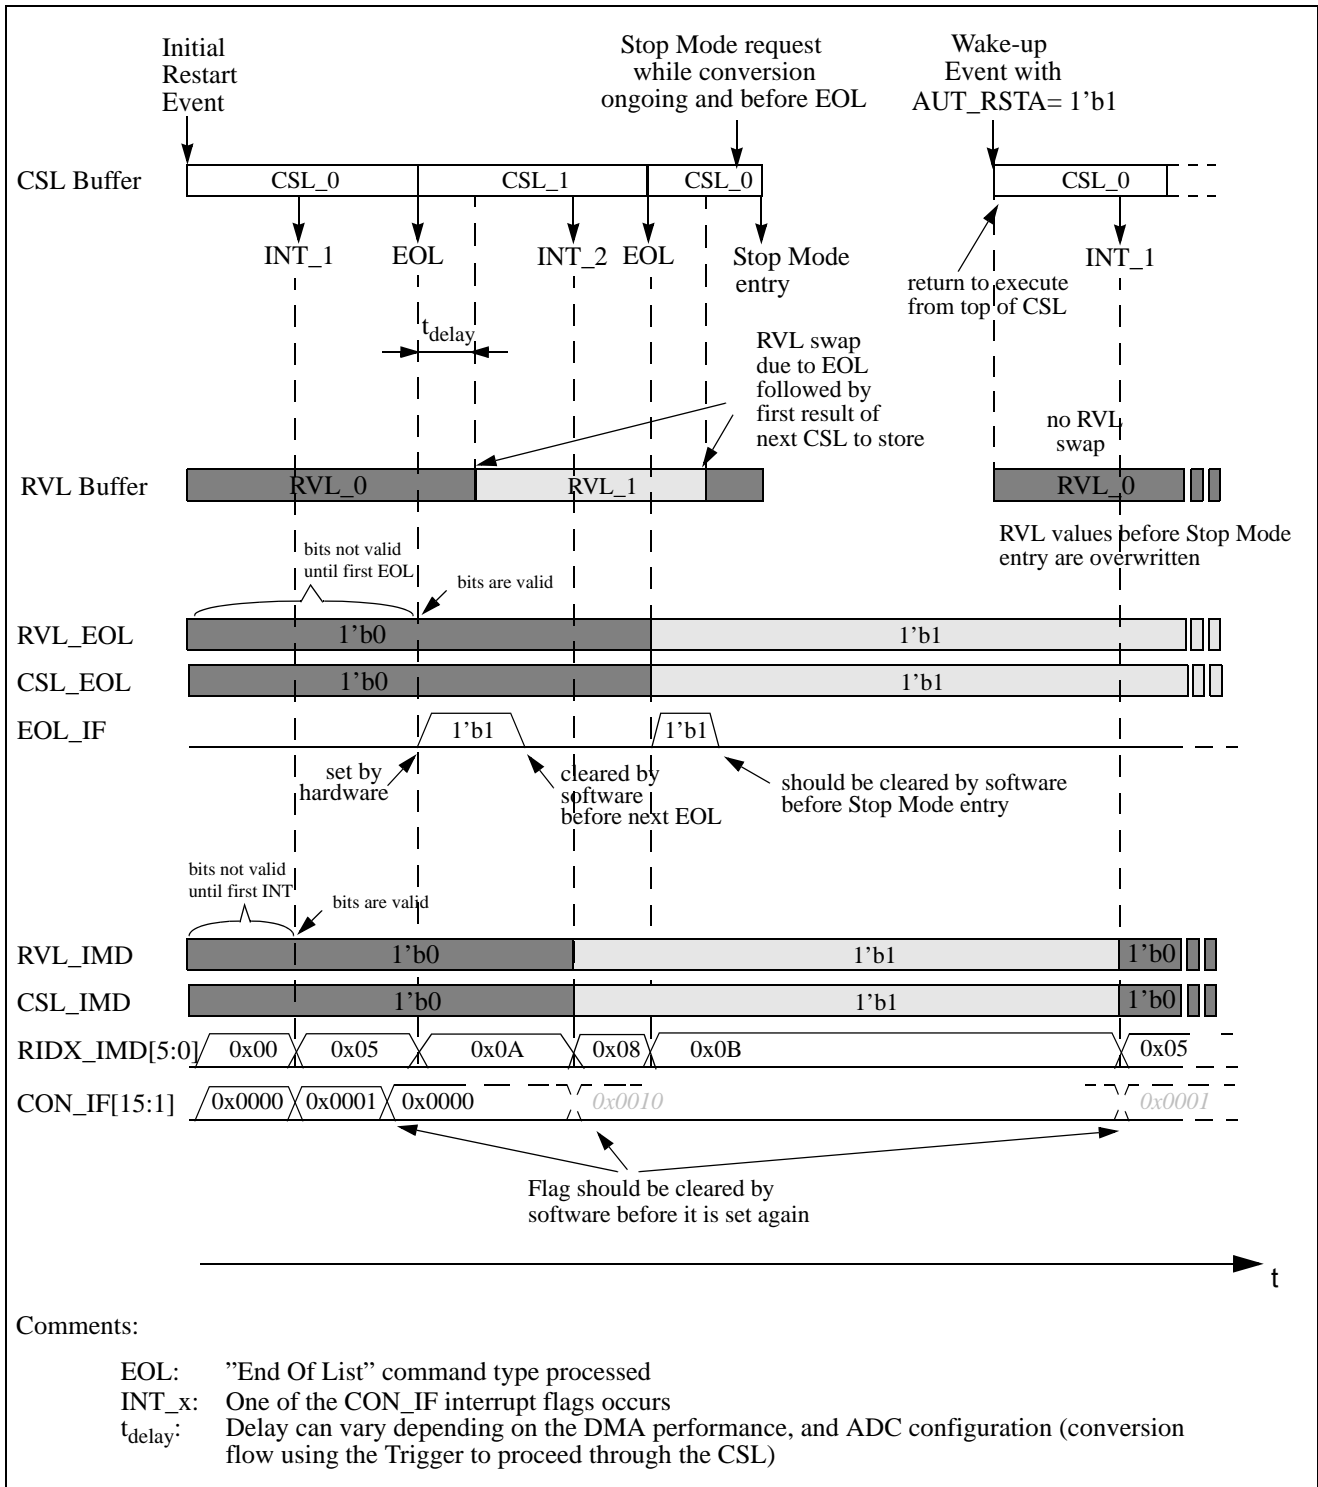 Initial
Restart
Event
Stop Mode request
while conversion
ongoing and before EOL
Wake-up
Event with
AUT_RSTA= 1’b1
CSL Buffer
CSL_0
CSL_1
CSL_0
CSL_0
INT_1
EOL
INT_2
EOL
Stop Mode
entry
INT_1
return to execute
from top of CSL
tdelay
RVL swap
due to EOL
followed by
first result of
next CSL to store
no RVL
swap
RVL Buffer
RVL_0
RVL_1
RVL_0
RVL values before Stop Mode
entry are overwritten
bits not valid
until first EOL
bits are valid
RVL_EOL
1’b0
1’b1
CSL_EOL
1’b0
1’b1
EOL_IF
1’b1
1’b1
set by
hardware
cleared by
software
before next EOL
should be cleared by software
before Stop Mode entry
bits not valid
until first INT
bits are valid
RVL_IMD
1’b0
1’b1
1’b0
CSL_IMD
1’b0
1’b1
1’b0
RIDX_IMD[5:0]
0x00
0x05
0x0A
0x08
0x0B
0x05
CON_IF[15:1]
0x0000
0x0001
0x0000
0x0010
0x0001
Flag should be cleared by
software before it is set again
t
Comments:
EOL: ”End Of List” command type processed
INT_x: One of the CON_IF interrupt flags occurs
tdelay: Delay can vary depending on the DMA performance, and ADC configuration (conversion
flow using the Trigger to proceed through the CSL)